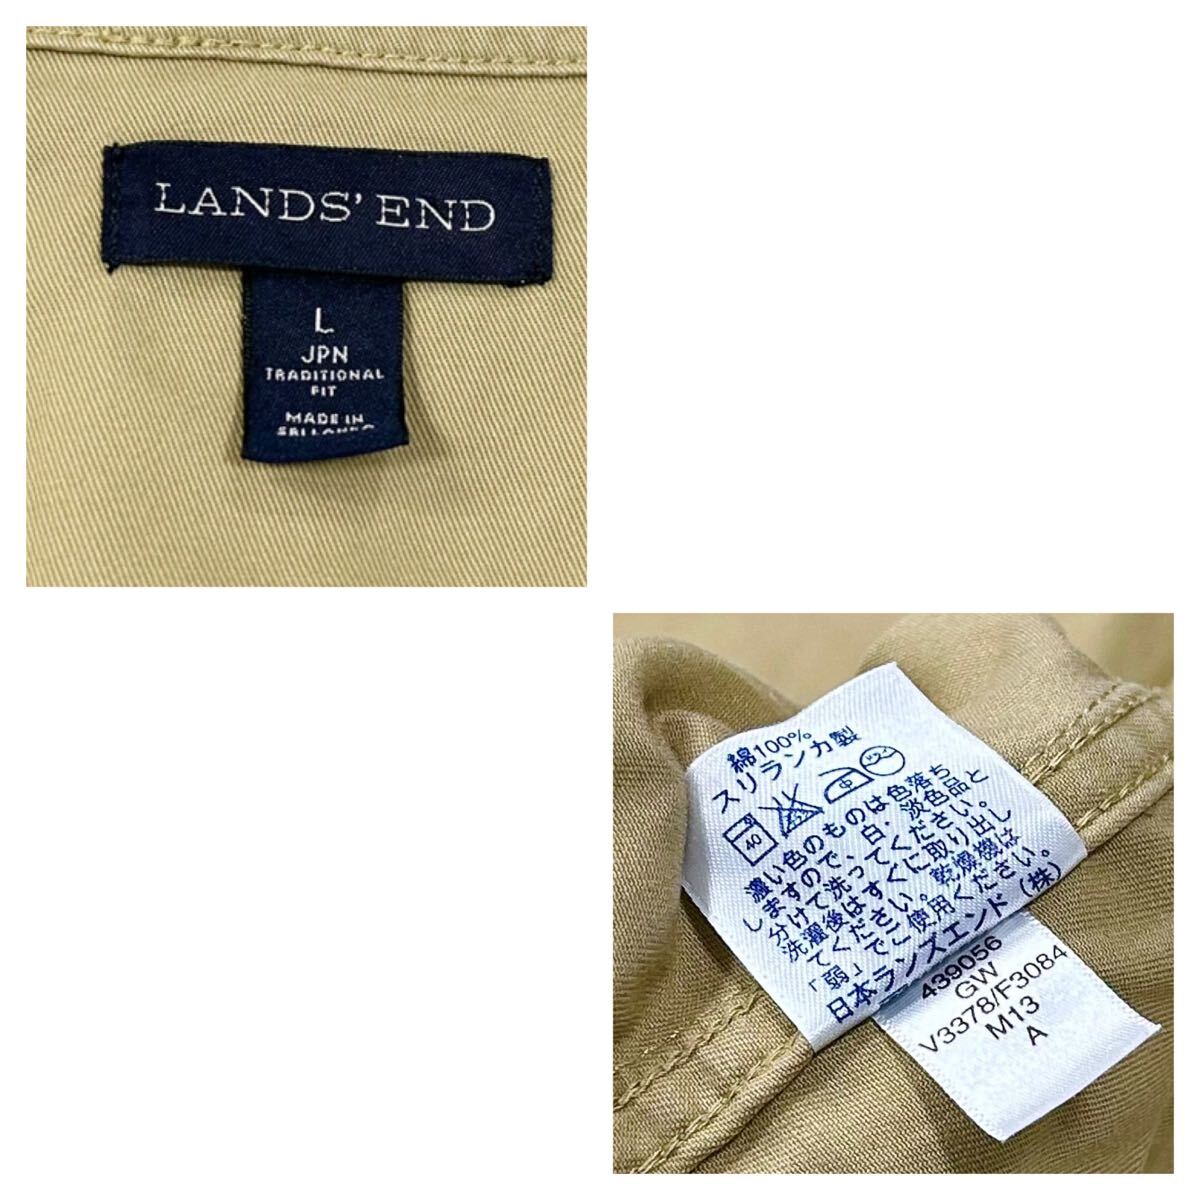 LANDS' END
L
JPN
TRADITIONAL
FIT
MADE IN
綿100%
スリランカ製
40
中
濃い色のものは色落ち
しますので、白・淡色品と
分けて洗ってください。
洗濯後はすぐに取り出し
てください。乾燥機は
「弱」でご使用ください。
日本ランズエンド(株)
439056
GW
V3378/F3084
M13
A